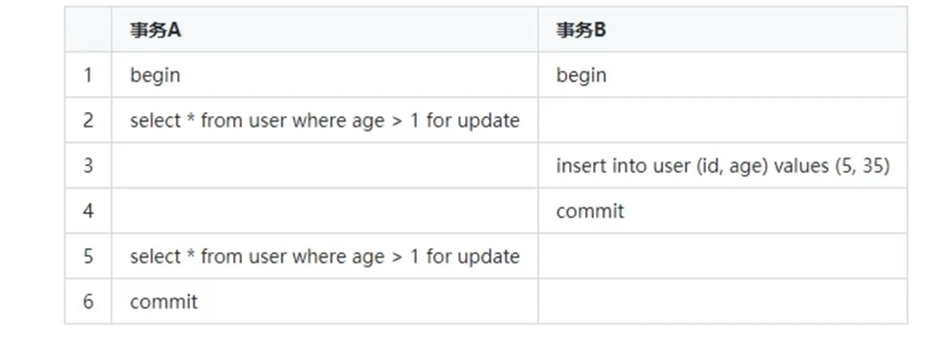 事务A 事务B
1 begin begin
2 select * from user where age > 1 for update
3 insert into user (id, age) values (5, 35)
4 commit
5 select * from user where age > 1 for update
6 commit